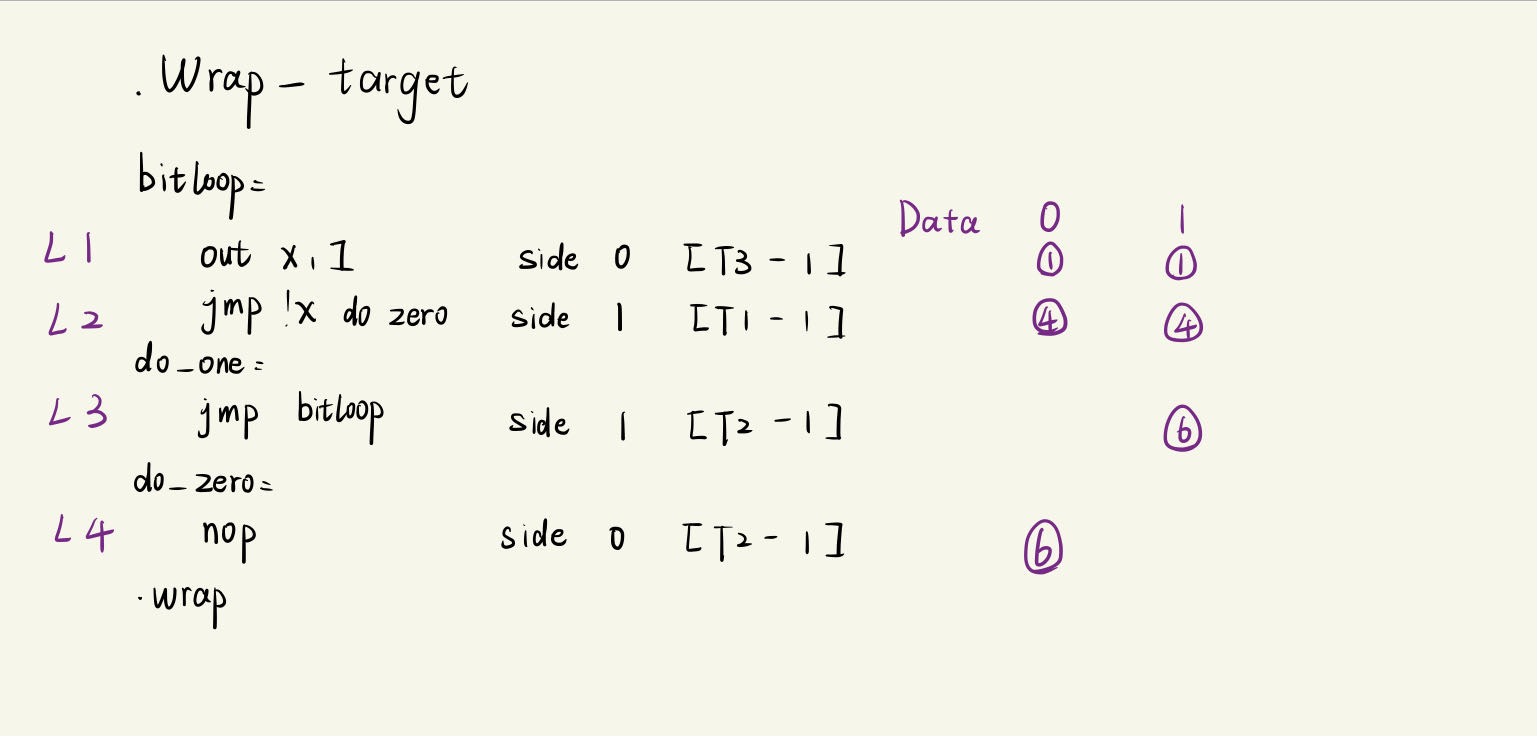 . Wrap - target
bitloop=
Data 0 1
L1 out x, 1 side 0 [T3 - 1] ① ①
L2 jmp !x do zero side 1 [T1 - 1] ④ ④
do_one=
L3 jmp bitloop side 1 [T2 - 1] ⑥
do_zero=
L4 nop side 0 [T2 - 1] ⑥
.wrap